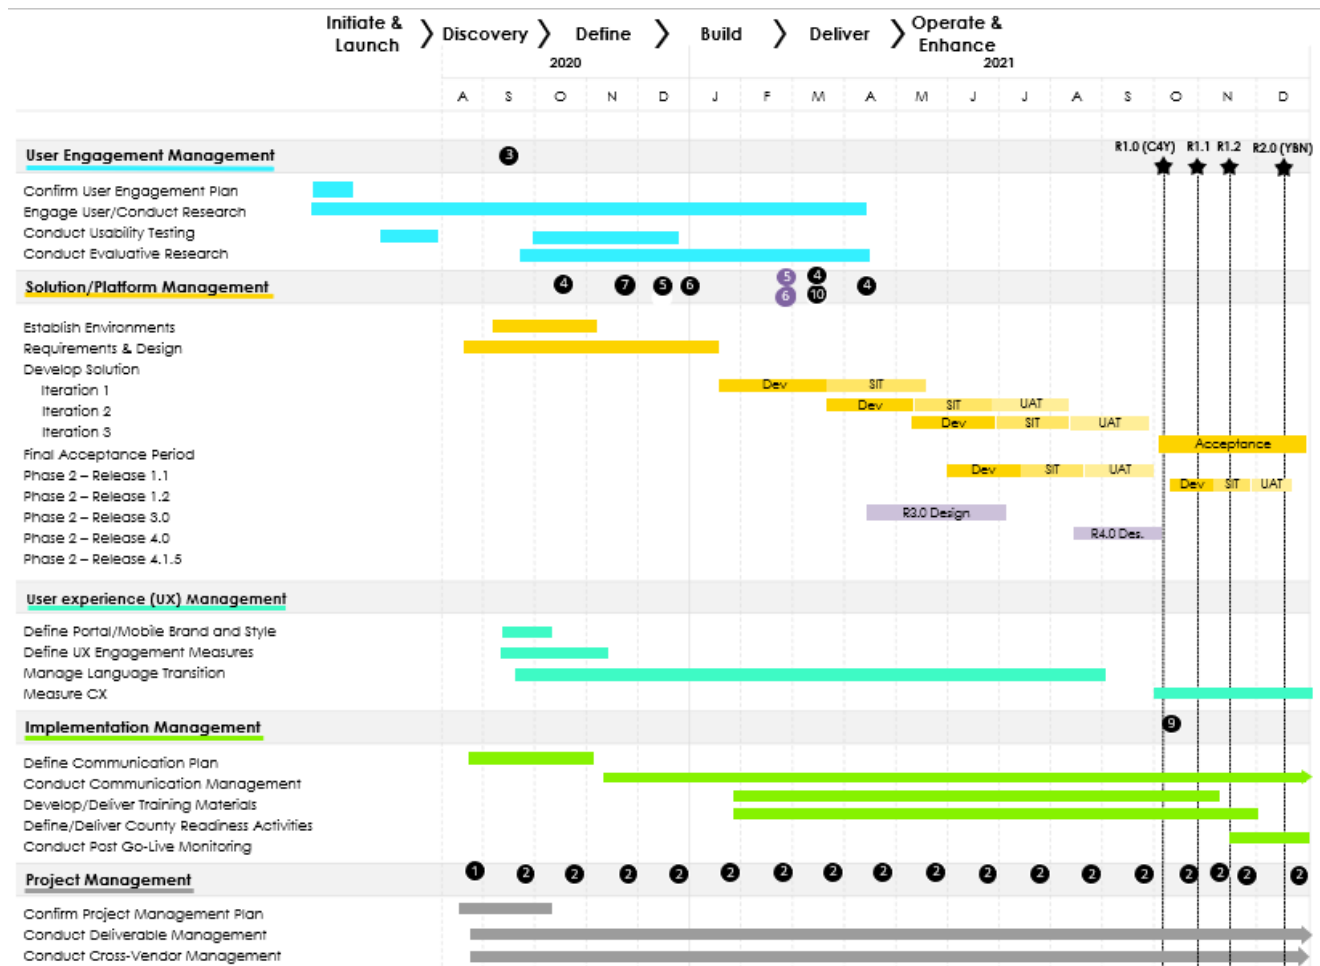 Initiate & Launch
Discovery
Define
Build
Deliver
Operate & Enhance
2020
2021
A S O N D J F M A M J J A S O N D
User Engagement Management
3
R1.0 (C4Y) R1.1 R1.2 R2.0 (YBN)
Confirm User Engagement Plan
Engage User/Conduct Research
Conduct Usability Testing
Conduct Evaluative Research
Solution/Platform Management
4 7 5 6 5 4 4
6 10
Establish Environments
Requirements & Design
Develop Solution
Iteration 1
Dev SIT
Iteration 2
Dev SIT UAT
Iteration 3
Dev SIT UAT
Final Acceptance Period
Acceptance
Phase 2 – Release 1.1
Dev SIT UAT
Dev SIT UAT
Phase 2 – Release 1.2
Phase 2 – Release 3.0
R3.0 Design
Phase 2 – Release 4.0
R4.0 Des.
Phase 2 – Release 4.1.5
User experience (UX) Management
Define Portal/Mobile Brand and Style
Define UX Engagement Measures
Manage Language Transition
Measure CX
Implementation Management
9
Define Communication Plan
Conduct Communication Management
Develop/Deliver Training Materials
Define/Deliver County Readiness Activities
Conduct Post Go-Live Monitoring
Project Management
1 2 2 2 2 2 2 2 2 2 2 2 2 2 2 2 2 2
Confirm Project Management Plan
Conduct Deliverable Management
Conduct Cross-Vendor Management